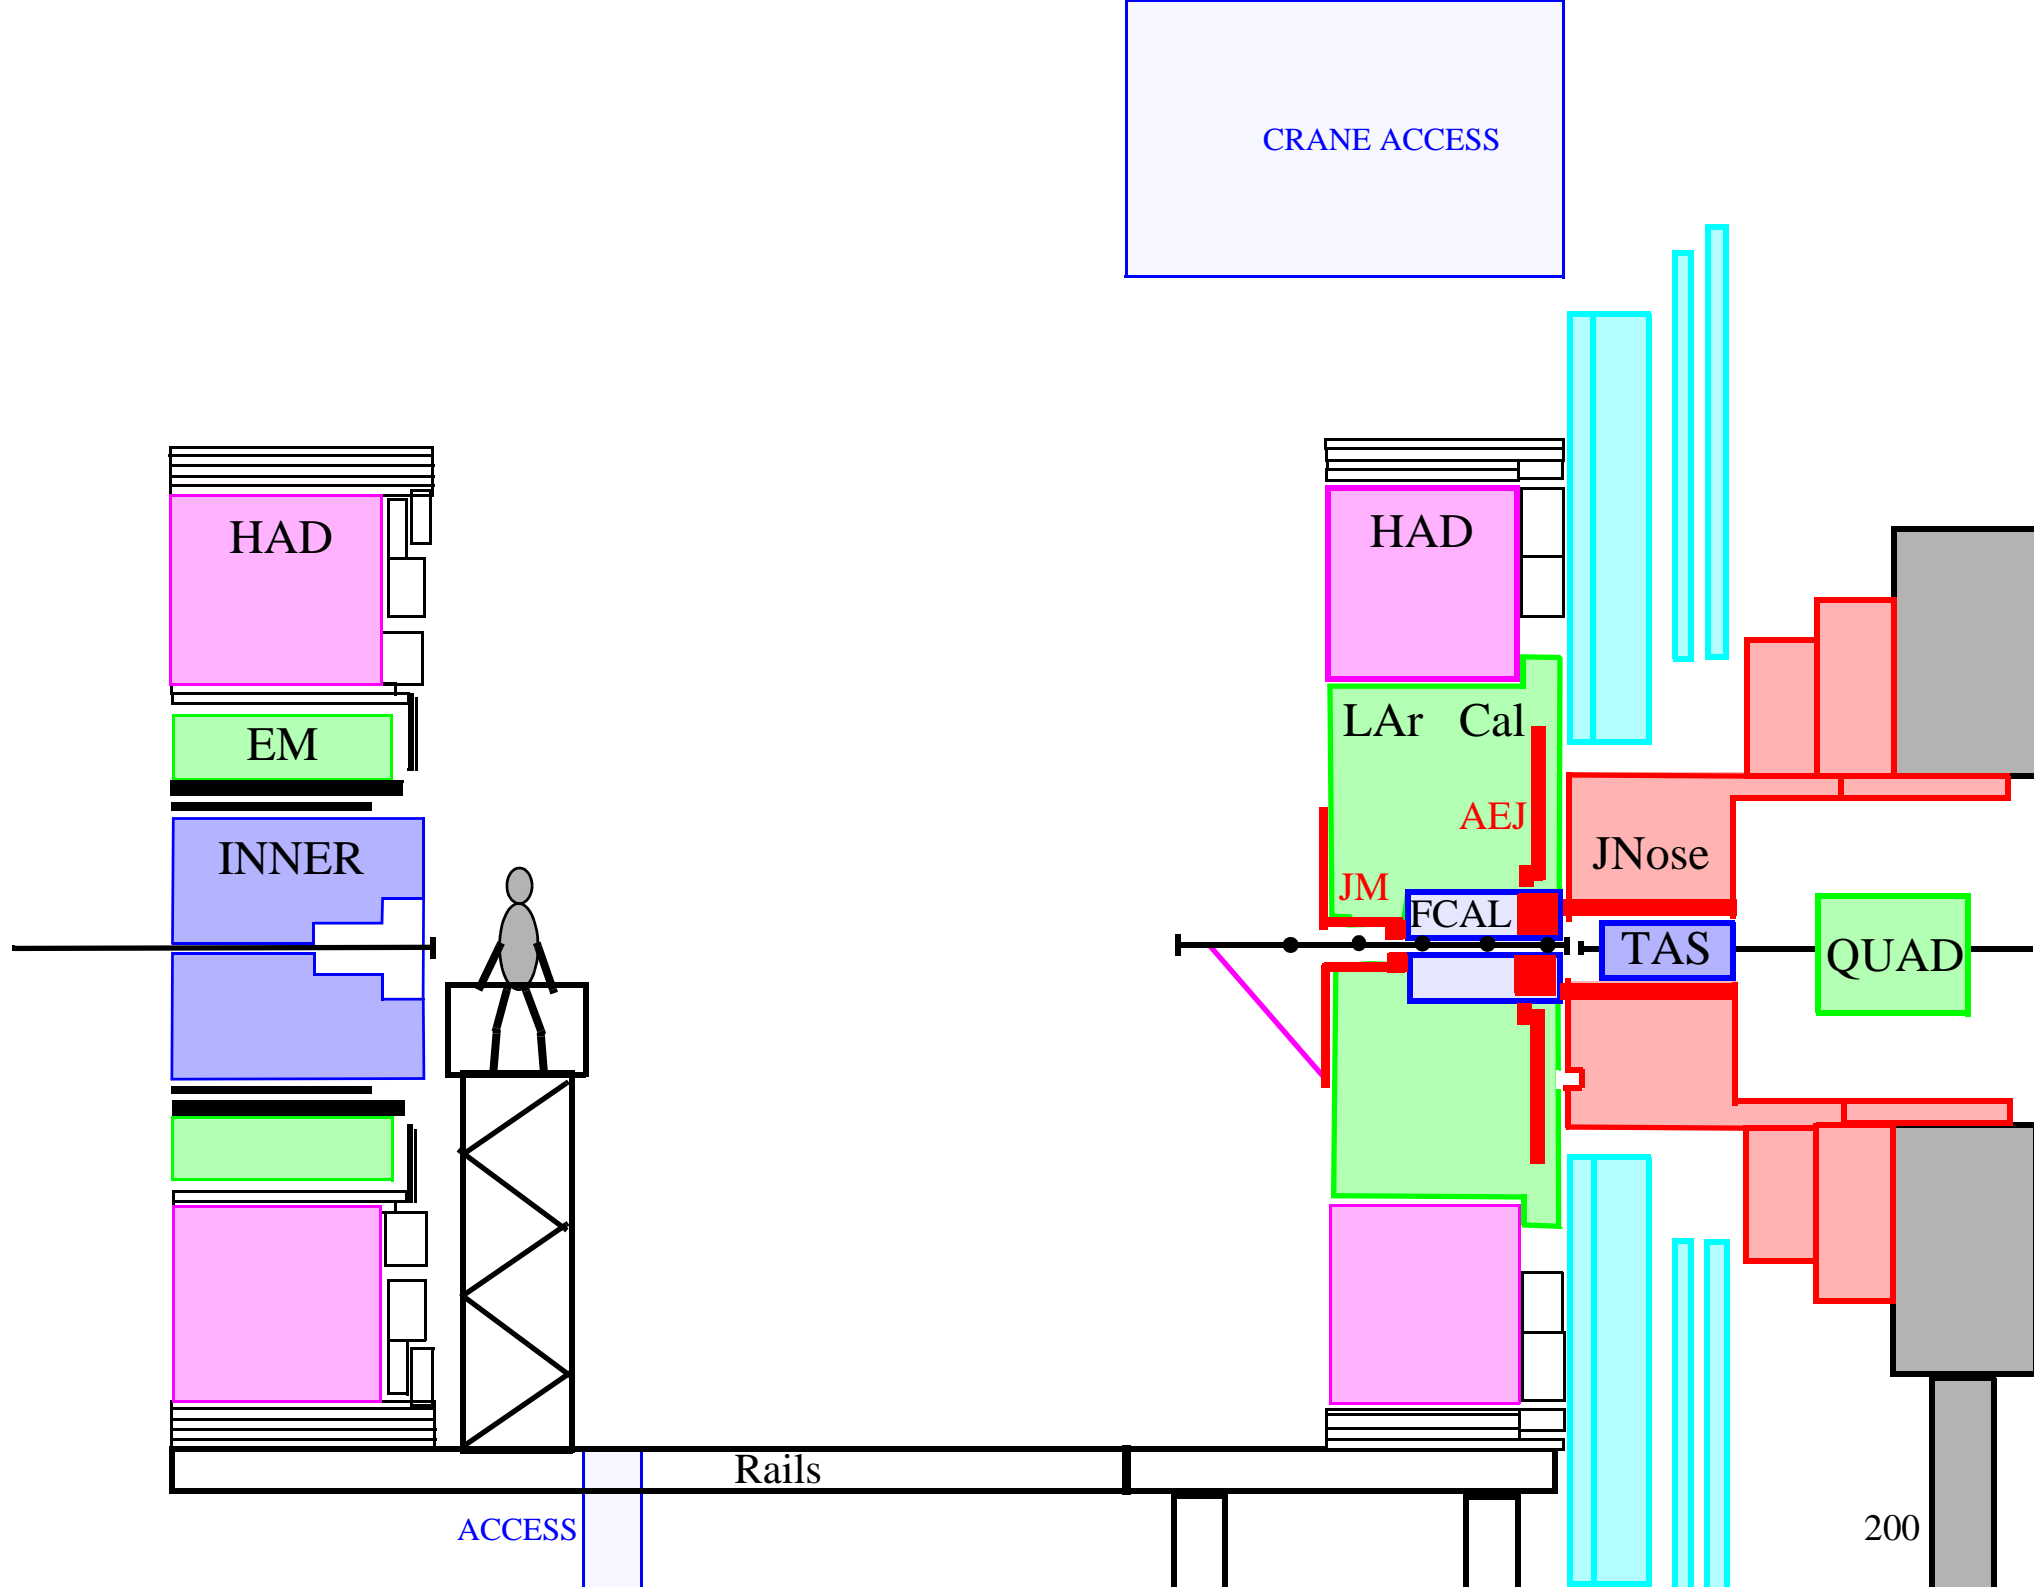 CRANE ACCESS
HAD
HAD
EM
LAr Cal
AEJ
INNER
JNose
JM
FCAL
TAS
QUAD
Rails
ACCESS
200